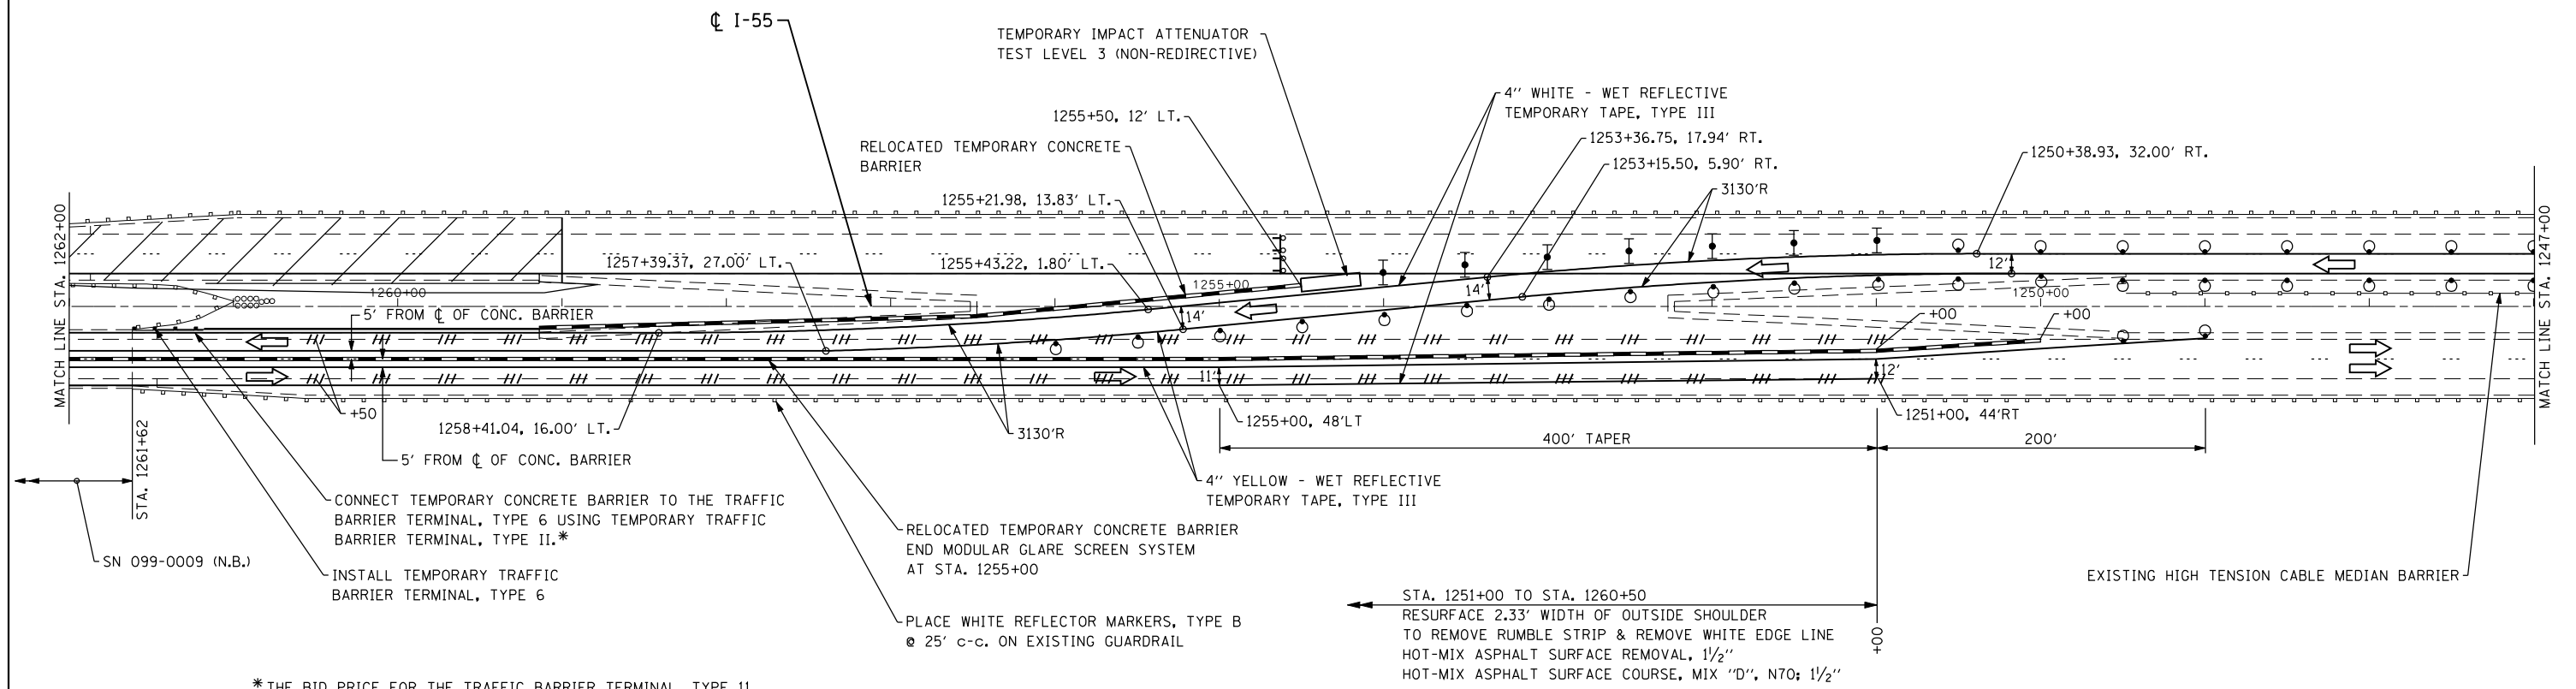 ℄ I-55
TEMPORARY IMPACT ATTENUATOR
TEST LEVEL 3 (NON-REDIRECTIVE)
4" WHITE - WET REFLECTIVE
TEMPORARY TAPE, TYPE III
1255+50, 12' LT.
1253+36.75, 17.94' RT.
RELOCATED TEMPORARY CONCRETE
BARRIER
1253+15.50, 5.90' RT.
1250+38.93, 32.00' RT.
3130'R
1255+21.98, 13.83' LT.
MATCH LINE STA. 1262+00
MATCH LINE STA. 1247+00
1257+39.37, 27.00' LT.
1255+43.22, 1.80' LT.
12'
14'
1260+00
1255+00
1250+00
5' FROM ℄ OF CONC. BARRIER
14'
+00
+00
11'
12'
+50
1258+41.04, 16.00' LT.
3130'R
1255+00, 48'LT
1251+00, 44'RT
400' TAPER
200'
5' FROM ℄ OF CONC. BARRIER
STA. 1261+62
4" YELLOW - WET REFLECTIVE
TEMPORARY TAPE, TYPE III
CONNECT TEMPORARY CONCRETE BARRIER TO THE TRAFFIC
BARRIER TERMINAL, TYPE 6 USING TEMPORARY TRAFFIC
BARRIER TERMINAL, TYPE II.*
RELOCATED TEMPORARY CONCRETE BARRIER
END MODULAR GLARE SCREEN SYSTEM
AT STA. 1255+00
SN 099-0009 (N.B.)
INSTALL TEMPORARY TRAFFIC
BARRIER TERMINAL, TYPE 6
EXISTING HIGH TENSION CABLE MEDIAN BARRIER
PLACE WHITE REFLECTOR MARKERS, TYPE B
@ 25' c-c. ON EXISTING GUARDRAIL
STA. 1251+00 TO STA. 1260+50
RESURFACE 2.33' WIDTH OF OUTSIDE SHOULDER
TO REMOVE RUMBLE STRIP & REMOVE WHITE EDGE LINE
HOT-MIX ASPHALT SURFACE REMOVAL, 1½"
HOT-MIX ASPHALT SURFACE COURSE, MIX "D", N70; 1½"
+00
*THE BID PRICE FOR THE TRAFFIC BARRIER TERMINAL, TYPE 11